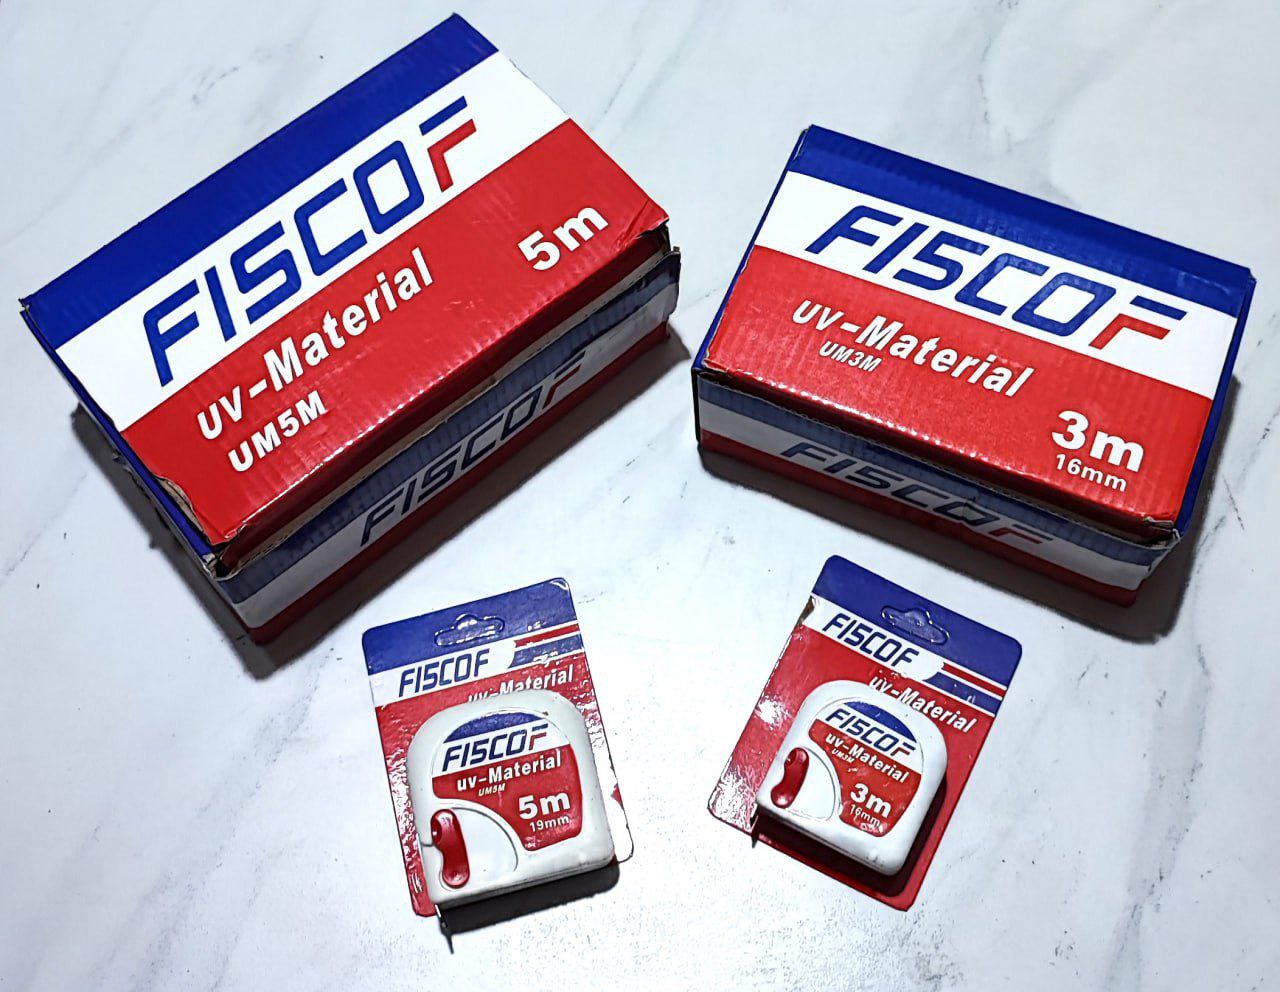 FISCOF
UV-Material
UM5M
5m
FISCOF
FISCOF
UV-Material
UM3M
3m
16mm
FISCOF
FISCOF
uv-Material
FISCOF
uv-Material
UM5M
5m
19mm
FISCOF
uv-Material
FISCOF
uv-Material
UM3M
3m
16mm